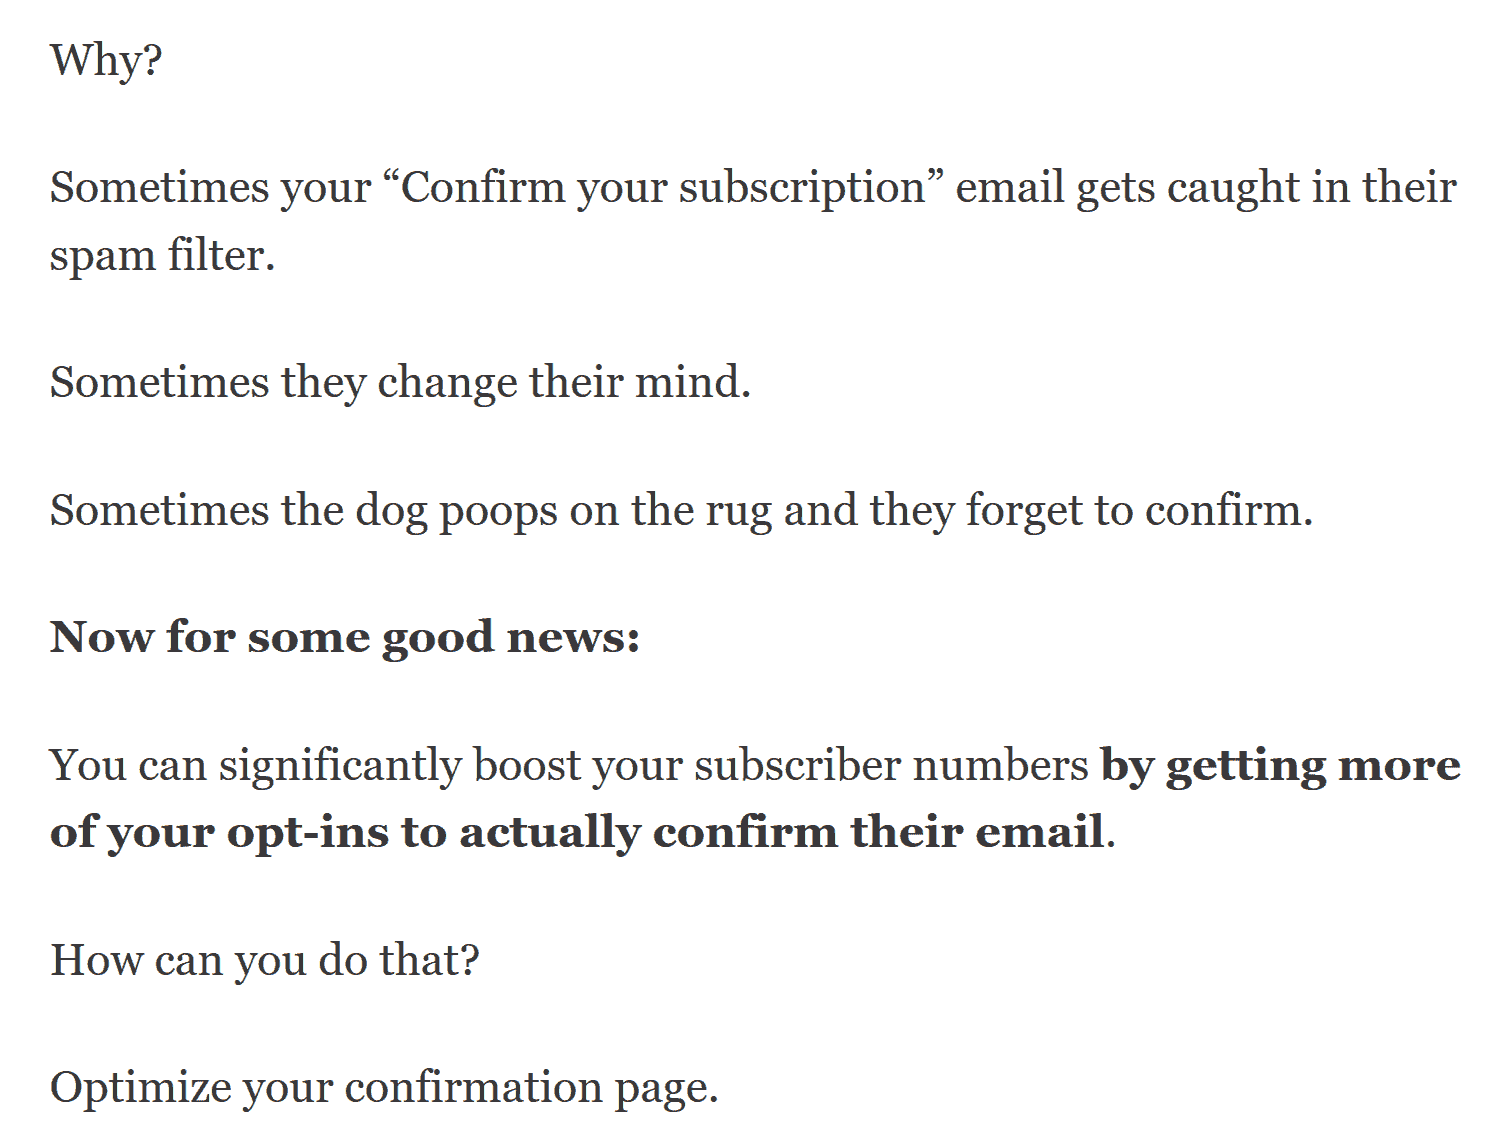 Why?
Sometimes your “Confirm your subscription” email gets caught in their
spam filter.
Sometimes they change their mind.
Sometimes the dog poops on the rug and they forget to confirm.
Now for some good news:
You can significantly boost your subscriber numbers by getting more
of your opt-ins to actually confirm their email.
How can you do that?
Optimize your confirmation page.